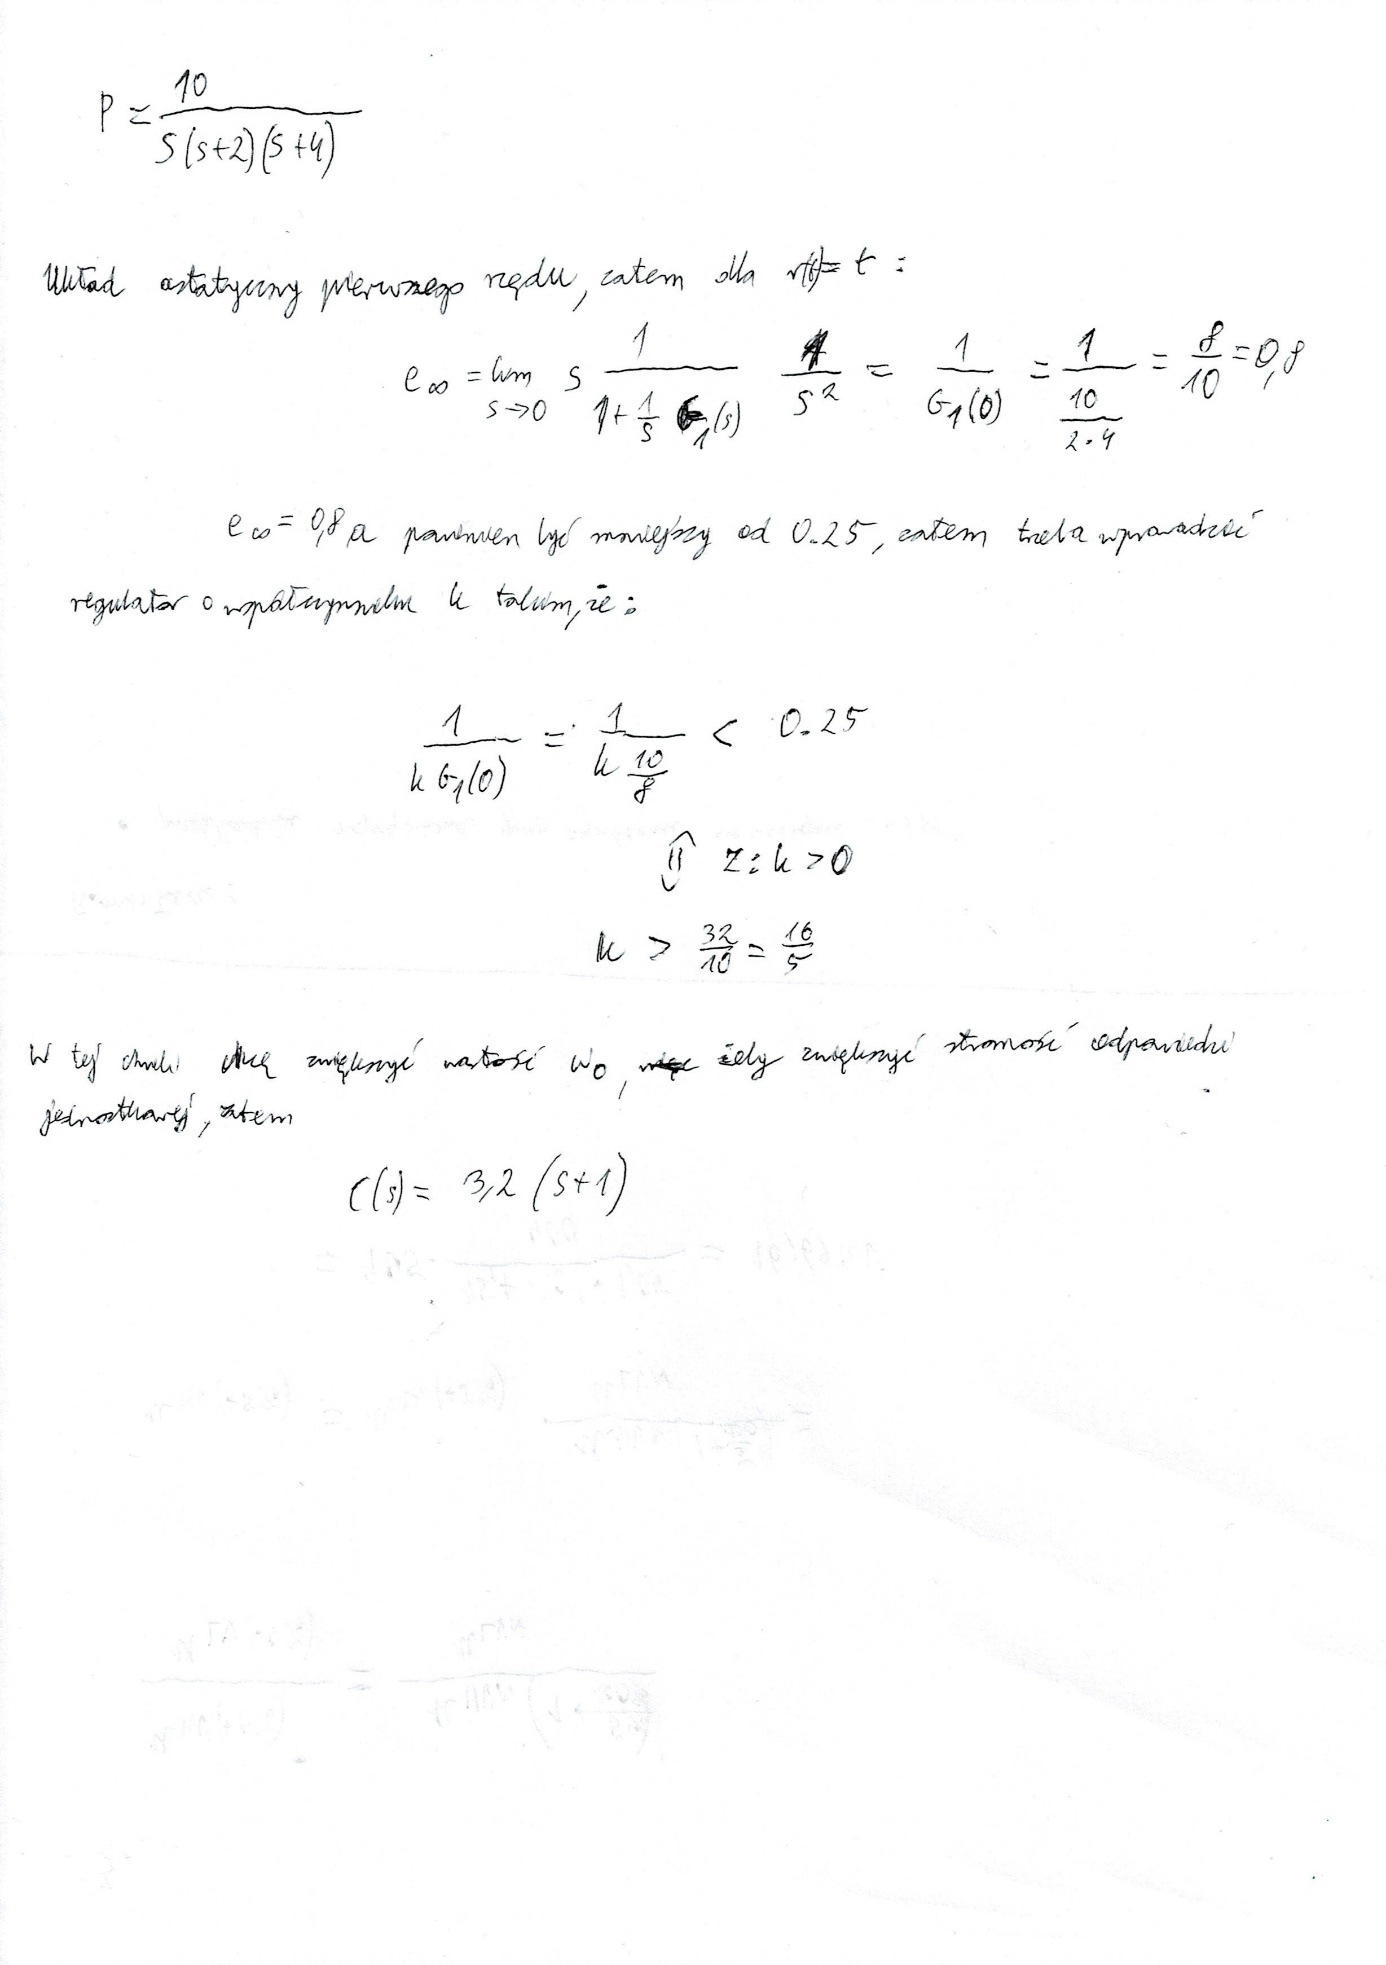 P = 10 / S(s+2)(s+4)
Układ astatyczny pierwszego rzędu, zatem dla r(t)=t :
e∞ = lim s→0 s 1/(1+ 1/s G1(s)) 1/s² = 1/G1(0) = 1/(10/(2·4)) = 8/10 = 0,8
e∞ = 0,8 a powinien być mniejszy od 0.25, zatem trzeba wprowadzić
regulator o współczynniku k takim, że :
1/(k G1(0)) = 1/(k 10/8) < 0.25
⇕ z: k > 0
k > 32/10 = 16/5
W tej chwili chcę zwiększyć wartość ω0, żeby zwiększyć stromość odpowiedzi
jednostkowej, zatem
C(s) = 3,2 (s+1)